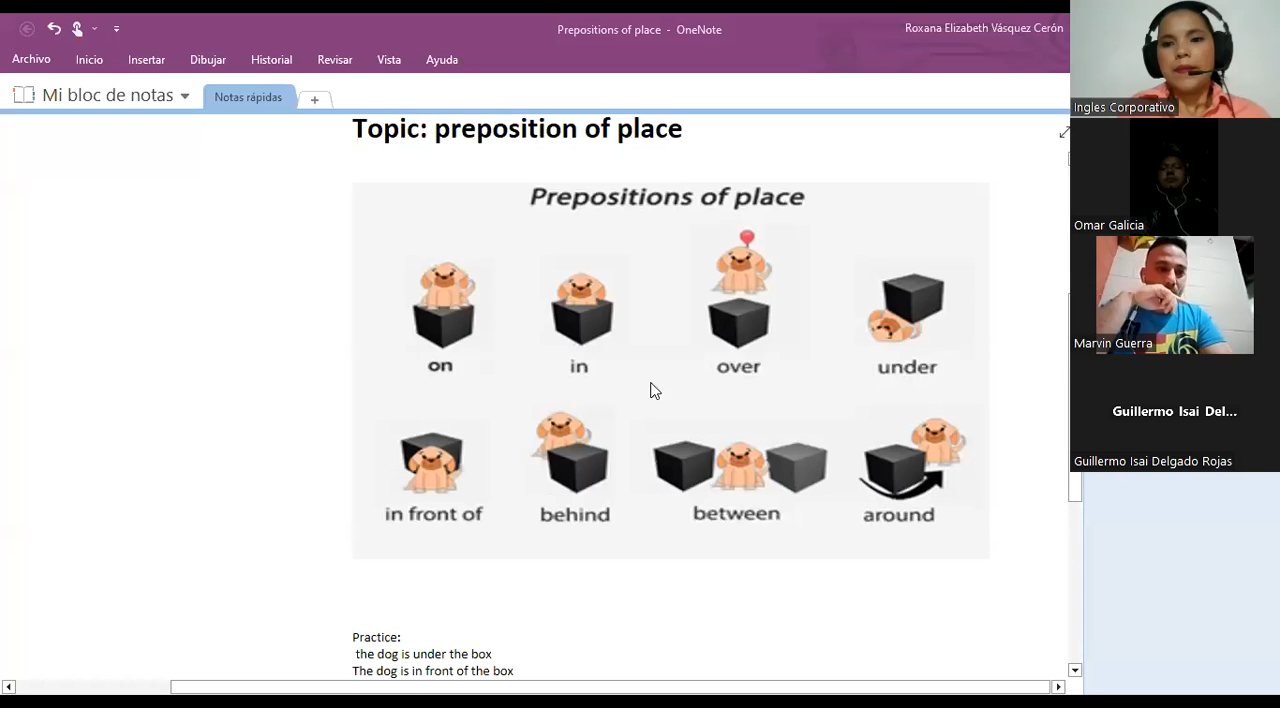 Prepositions of place - OneNote
Roxana Elizabeth Vásquez Cerón
Archivo Inicio Insertar Dibujar Historial Revisar Vista Ayuda
Mi bloc de notas
Notas rápidas
Topic: preposition of place
Prepositions of place
on in over under
in front of behind between around
Practice:
the dog is under the box
The dog is in front of the box
Ingles Corporativo
Omar Galicia
Marvin Guerra
Guillermo Isai Del...
Guillermo Isai Delgado Rojas